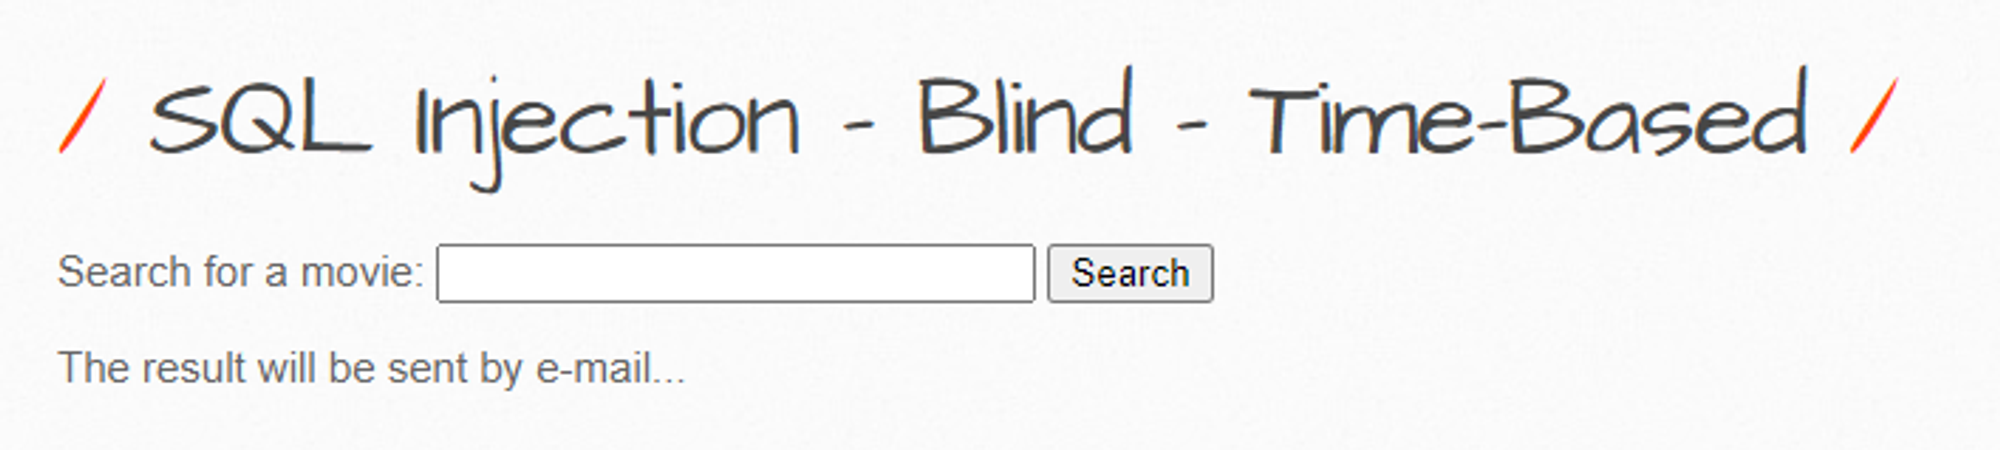 / SQL Injection - Blind - Time-Based /
Search for a movie: Search
The result will be sent by e-mail...